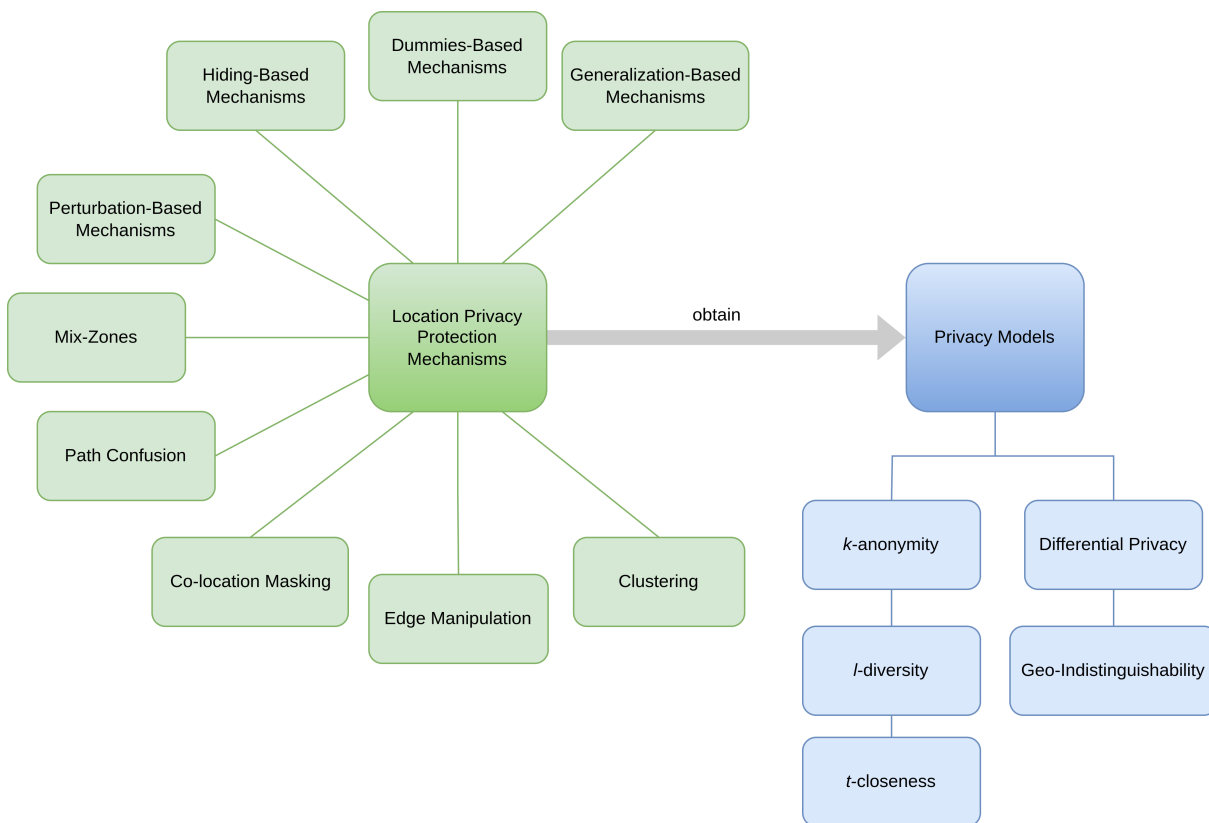 Dummies-Based
Mechanisms
Hiding-Based
Mechanisms
Generalization-Based
Mechanisms
Perturbation-Based
Mechanisms
Mix-Zones
Path Confusion
Location Privacy
Protection
Mechanisms
obtain
Privacy Models
Co-location Masking
Edge Manipulation
Clustering
k-anonymity
Differential Privacy
l-diversity
Geo-Indistinguishability
t-closeness